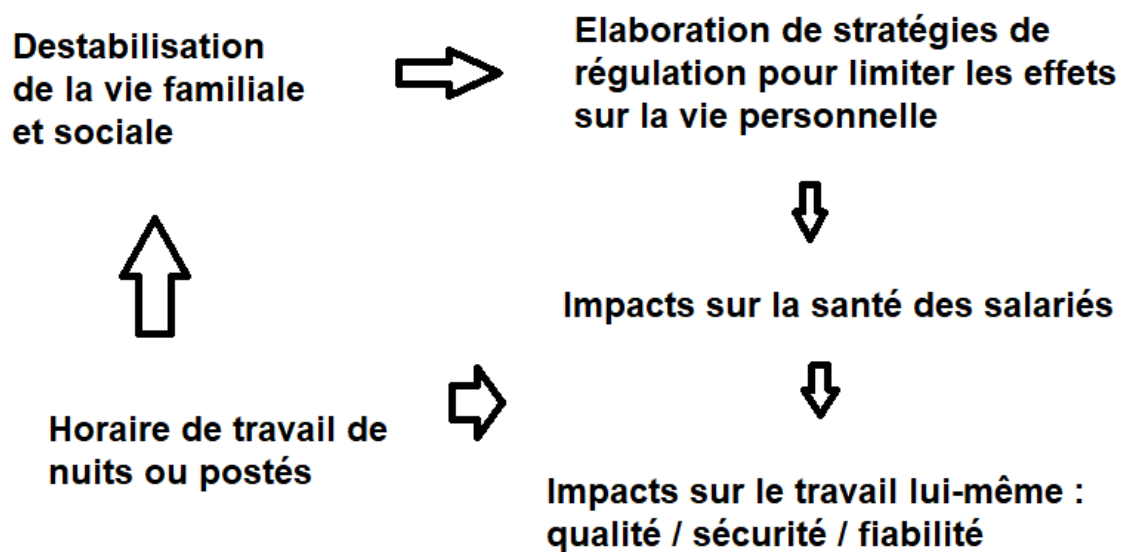 Destabilisation
de la vie familiale
et sociale
Elaboration de stratégies de
régulation pour limiter les effets
sur la vie personnelle
Impacts sur la santé des salariés
Horaire de travail de
nuits ou postés
Impacts sur le travail lui-même :
qualité / sécurité / fiabilité